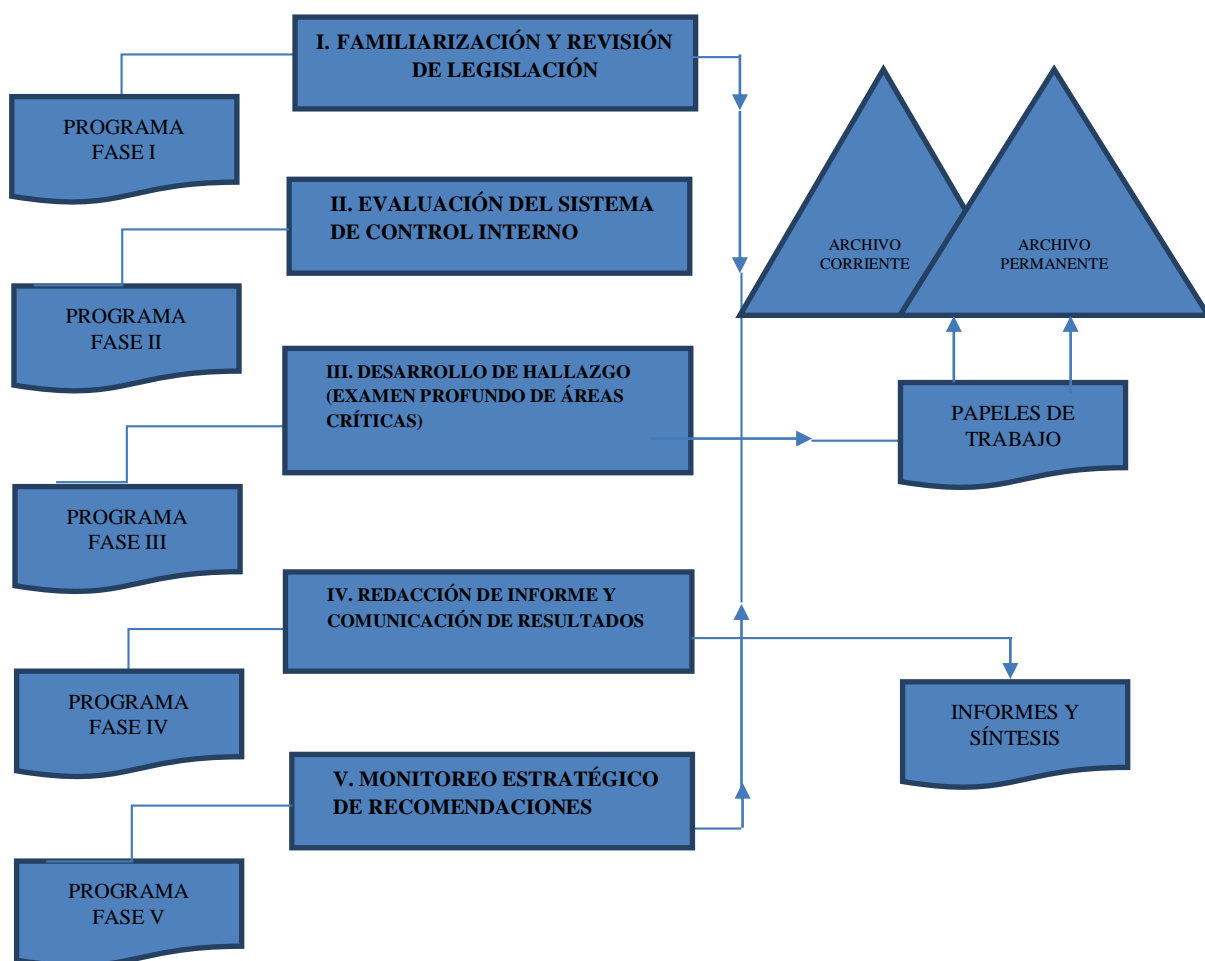 I. FAMILIARIZACIÓN Y REVISIÓN
DE LEGISLACIÓN
PROGRAMA
FASE I
II. EVALUACIÓN DEL SISTEMA
DE CONTROL INTERNO
ARCHIVO
CORRIENTE
ARCHIVO
PERMANENTE
PROGRAMA
FASE II
III. DESARROLLO DE HALLAZGO
(EXAMEN PROFUNDO DE ÁREAS
CRÍTICAS)
PAPELES DE
TRABAJO
PROGRAMA
FASE III
IV. REDACCIÓN DE INFORME Y
COMUNICACIÓN DE RESULTADOS
PROGRAMA
FASE IV
INFORMES Y
SÍNTESIS
V. MONITOREO ESTRATÉGICO
DE RECOMENDACIONES
PROGRAMA
FASE V